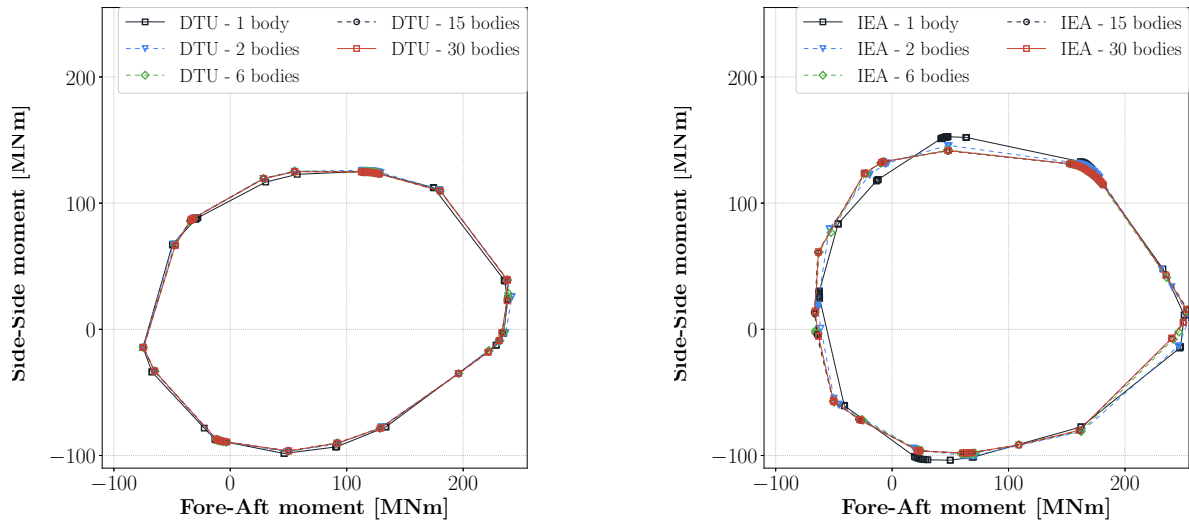 DTU - 1 body
DTU - 2 bodies
DTU - 6 bodies
DTU - 15 bodies
DTU - 30 bodies
200
100
0
−100
Side-Side moment [MNm]
−100
0
100
200
Fore-Aft moment [MNm]
IEA - 1 body
IEA - 2 bodies
IEA - 6 bodies
IEA - 15 bodies
IEA - 30 bodies
200
100
0
−100
Side-Side moment [MNm]
−100
0
100
200
Fore-Aft moment [MNm]